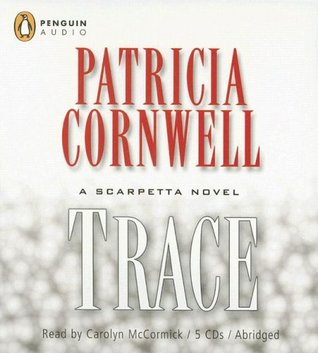 PENGUIN
AUDIO
PATRICIA
CORNWELL
A SCARPETTA NOVEL
TRACE
Read by Carolyn McCormick / 5 CDs / Abridged